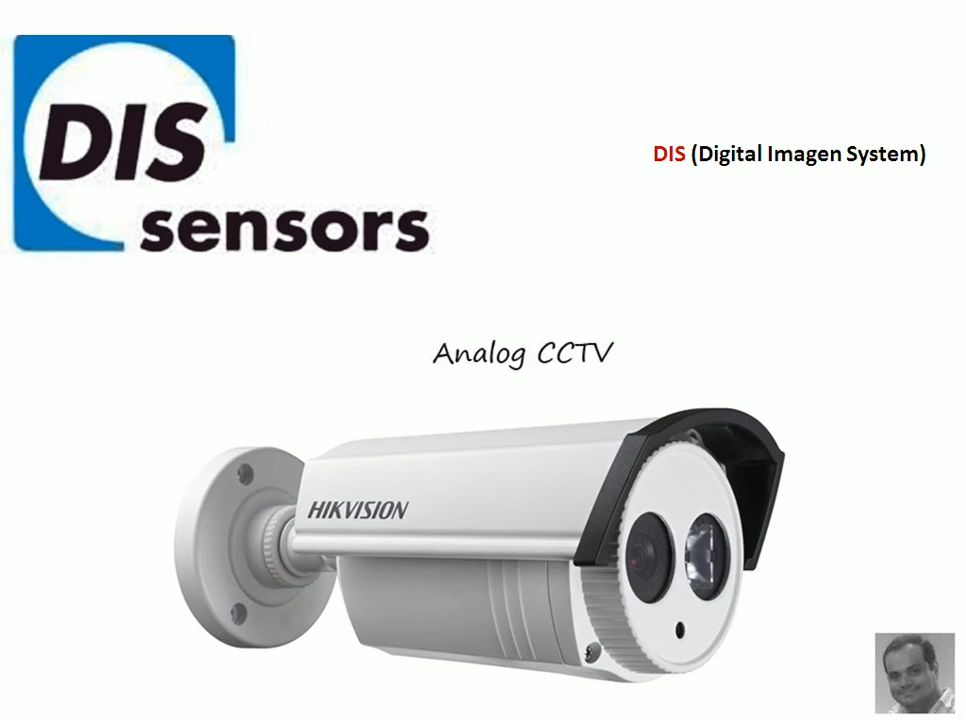 DIS
sensors
DIS (Digital Imagen System)
Analog CCTV
HIKVISION